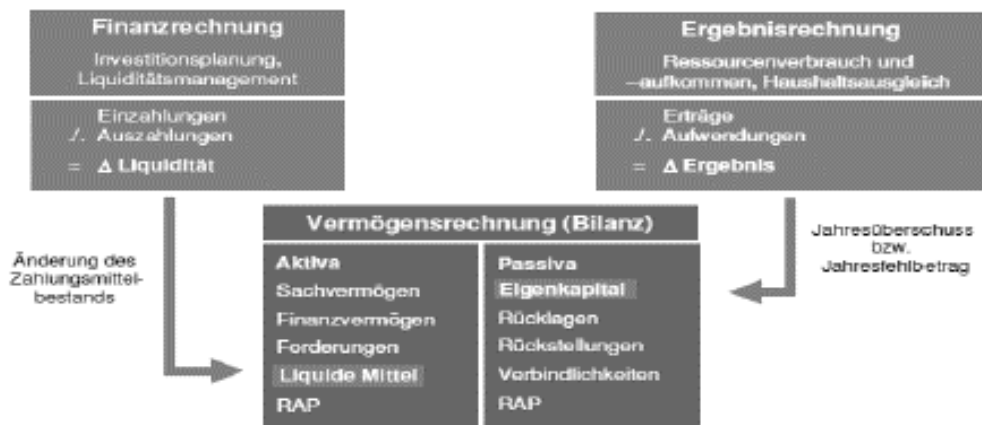 Finanzrechnung
Investitionsplanung,
Liquiditätsmanagement
Einzahlungen
./. Auszahlungen
= Δ Liquidität
Ergebnisrechnung
Ressourcenverbrauch und
–aufkommen, Haushaltsausgleich
Erträge
./. Aufwendungen
= Δ Ergebnis
Änderung des
Zahlungsmittel-
bestands
Vermögensrechnung (Bilanz)
Aktiva
Sachvermögen
Finanzvermögen
Forderungen
Liquide Mittel
RAP
Passiva
Eigenkapital
Rücklagen
Rückstellungen
Verbindlichkeiten
RAP
Jahresüberschuss
bzw.
Jahresfehlbetrag